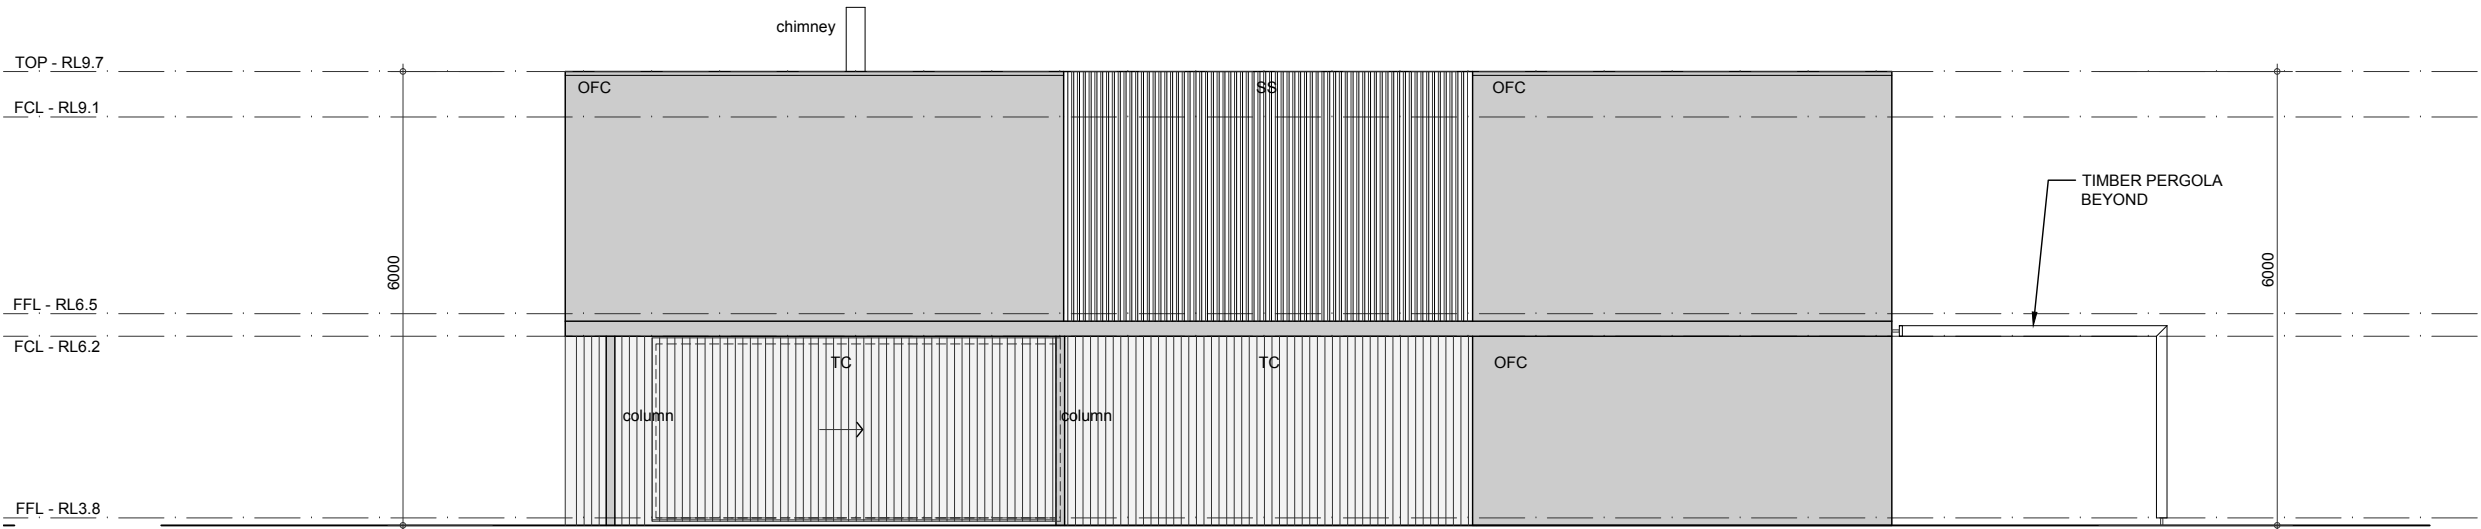 chimney
TOP - RL9.7
OFC
SS
OFC
FCL - RL9.1
TIMBER PERGOLA
BEYOND
6000
6000
FFL - RL6.5
FCL - RL6.2
TC
TC
OFC
column
column
FFL - RL3.8